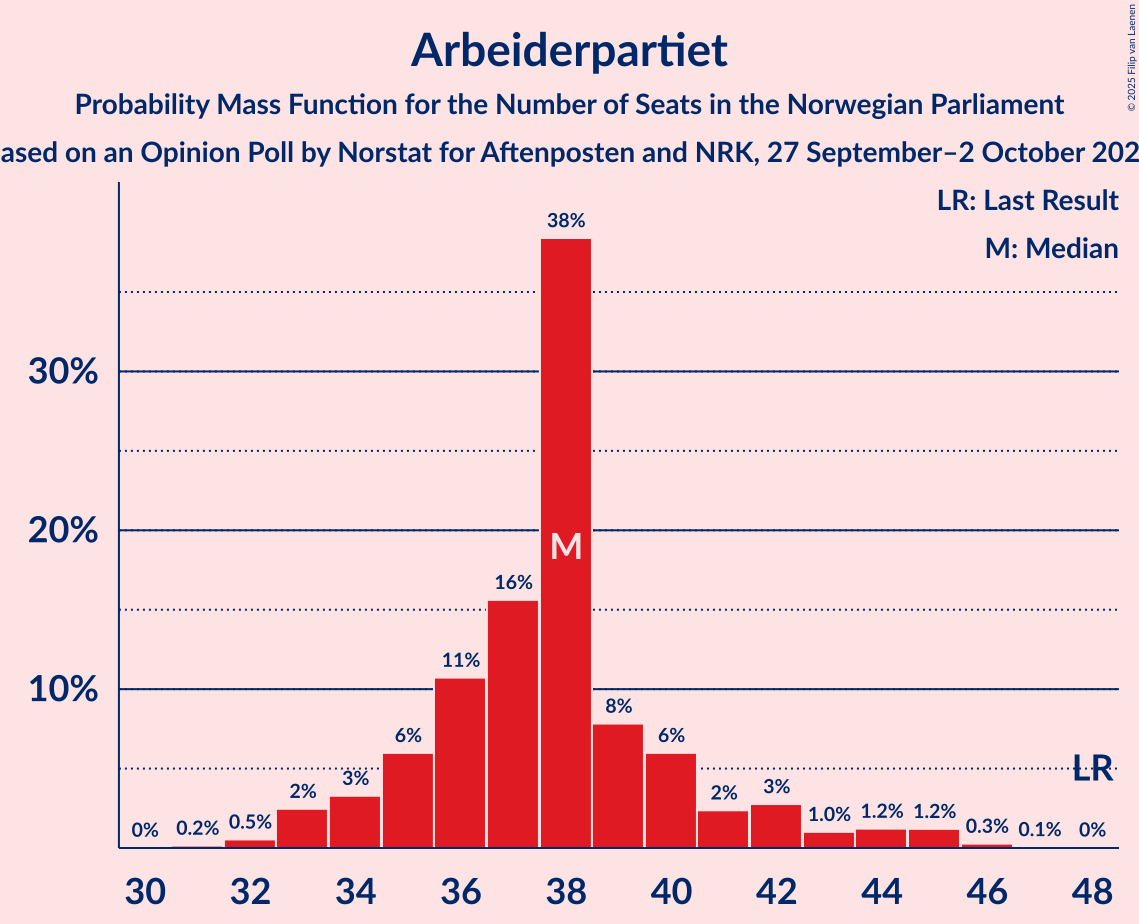 Arbeiderpartiet
Probability Mass Function for the Number of Seats in the Norwegian Parliament
ased on an Opinion Poll by Norstat for Aftenposten and NRK, 27 September–2 October 202
© 2025 Filip van Laenen
LR: Last Result
M: Median
38%
30%
20%
M
16%
11%
10%
8%
6%
6%
LR
3%
3%
2%
2%
1.2%
1.2%
1.0%
0.5%
0.3%
0.2%
0.1%
0%
0%
30 32 34 36 38 40 42 44 46 48